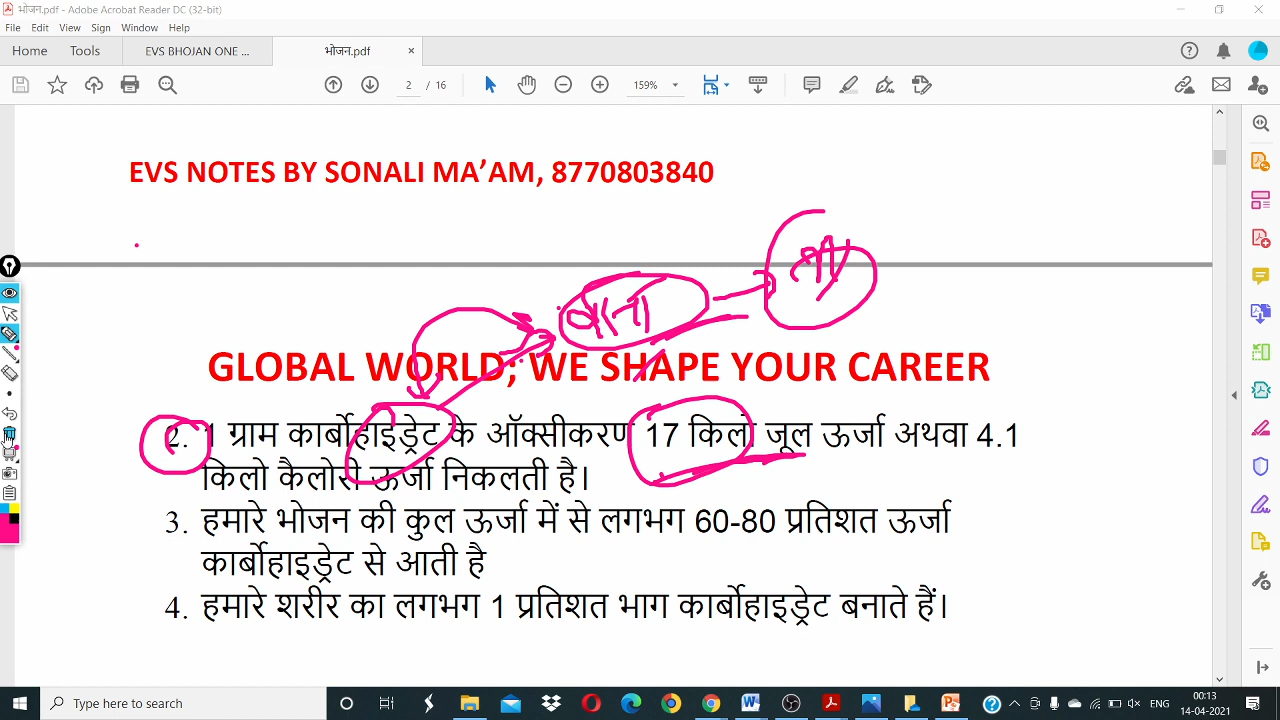 भोजन.pdf - Adobe Acrobat Reader DC (32-bit)
File Edit View Sign Window Help
Home Tools EVS BHOJAN ONE ... भोजन.pdf ×
2 / 16 159%
EVS NOTES BY SONALI MA’AM, 8770803840
GLOBAL WORLD; WE SHAPE YOUR CAREER
2. 1 ग्राम कार्बोहाइड्रेट के ऑक्सीकरण 17 किलो जूल ऊर्जा अथवा 4.1
किलो कैलोरी ऊर्जा निकलती है।
3. हमारे भोजन की कुल ऊर्जा में से लगभग 60-80 प्रतिशत ऊर्जा
कार्बोहाइड्रेट से आती है
4. हमारे शरीर का लगभग 1 प्रतिशत भाग कार्बोहाइड्रेट बनाते हैं।
Type here to search
ENG
00:13
14-04-2021